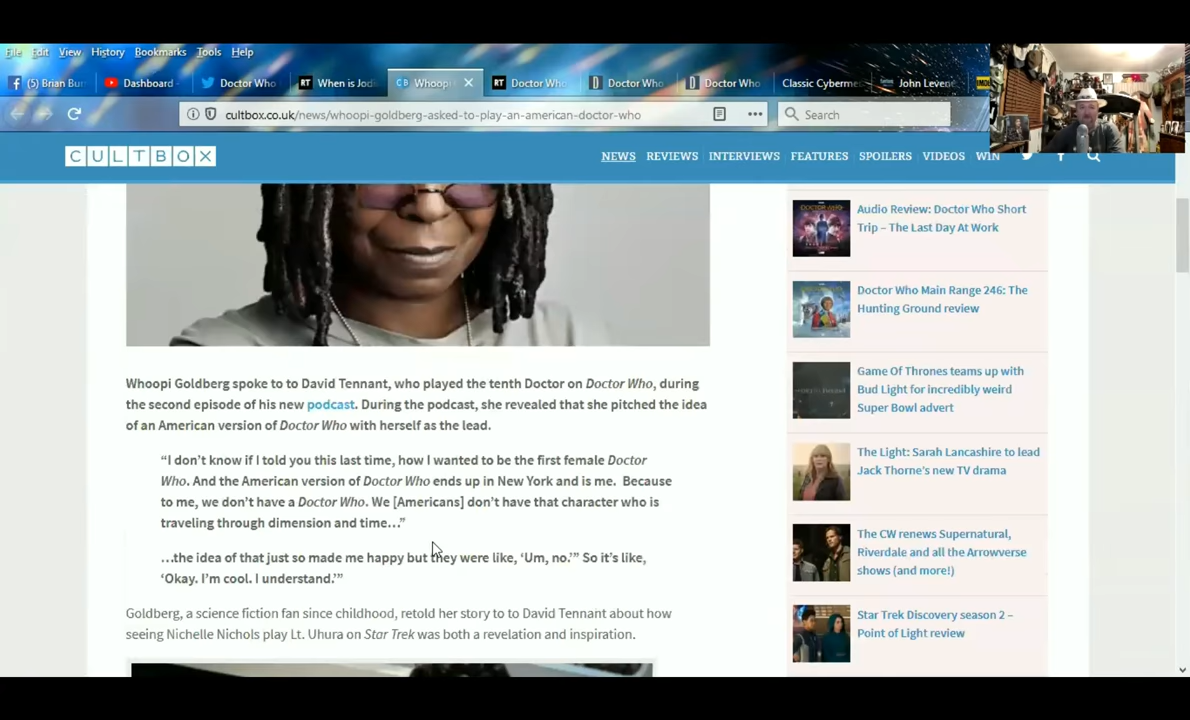 File Edit View History Bookmarks Tools Help
(5) Brian Bur
Dashboard -
Doctor Who
When is Jodi
Whoopi
Doctor Who
Doctor Who
Doctor Who
Classic Cyberme
John Levene
cultbox.co.uk/news/whoopi-goldberg-asked-to-play-an-american-doctor-who
Search
CULTBOX
NEWS REVIEWS INTERVIEWS FEATURES SPOILERS VIDEOS WIN
Whoopi Goldberg spoke to to David Tennant, who played the tenth Doctor on Doctor Who, during
the second episode of his new podcast. During the podcast, she revealed that she pitched the idea
of an American version of Doctor Who with herself as the lead.
“I don’t know if I told you this last time, how I wanted to be the first female Doctor
Who. And the American version of Doctor Who ends up in New York and is me. Because
to me, we don’t have a Doctor Who. We [Americans] don’t have that character who is
traveling through dimension and time…”
…the idea of that just so made me happy but they were like, ‘Um, no.’” So it’s like,
‘Okay. I’m cool. I understand.’”
Goldberg, a science fiction fan since childhood, retold her story to to David Tennant about how
seeing Nichelle Nichols play Lt. Uhura on Star Trek was both a revelation and inspiration.
Audio Review: Doctor Who Short
Trip – The Last Day At Work
Doctor Who Main Range 246: The
Hunting Ground review
Game Of Thrones teams up with
Bud Light for incredibly weird
Super Bowl advert
The Light: Sarah Lancashire to lead
Jack Thorne’s new TV drama
The CW renews Supernatural,
Riverdale and all the Arrowverse
shows (and more!)
Star Trek Discovery season 2 –
Point of Light review